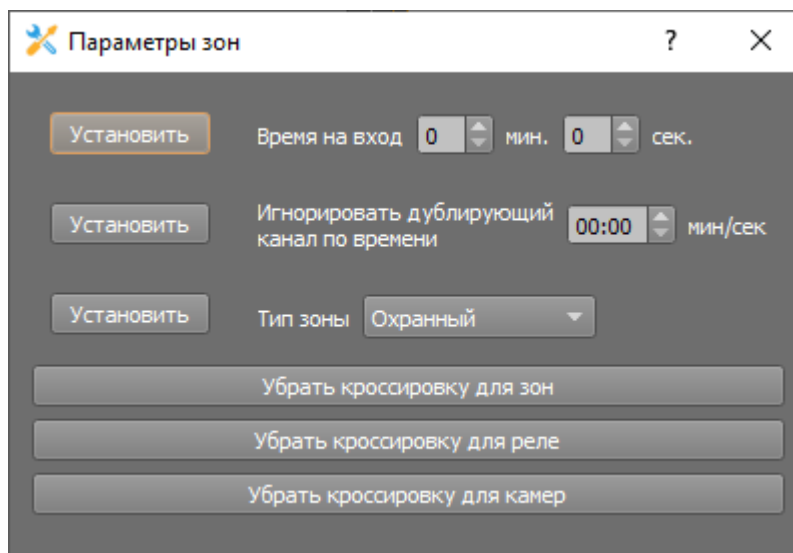 Параметры зон
?
Установить Время на вход 0 мин. 0 сек.
Установить Игнорировать дублирующий
канал по времени 00:00 мин/сек
Установить Тип зоны Охранный
Убрать кроссировку для зон
Убрать кроссировку для реле
Убрать кроссировку для камер